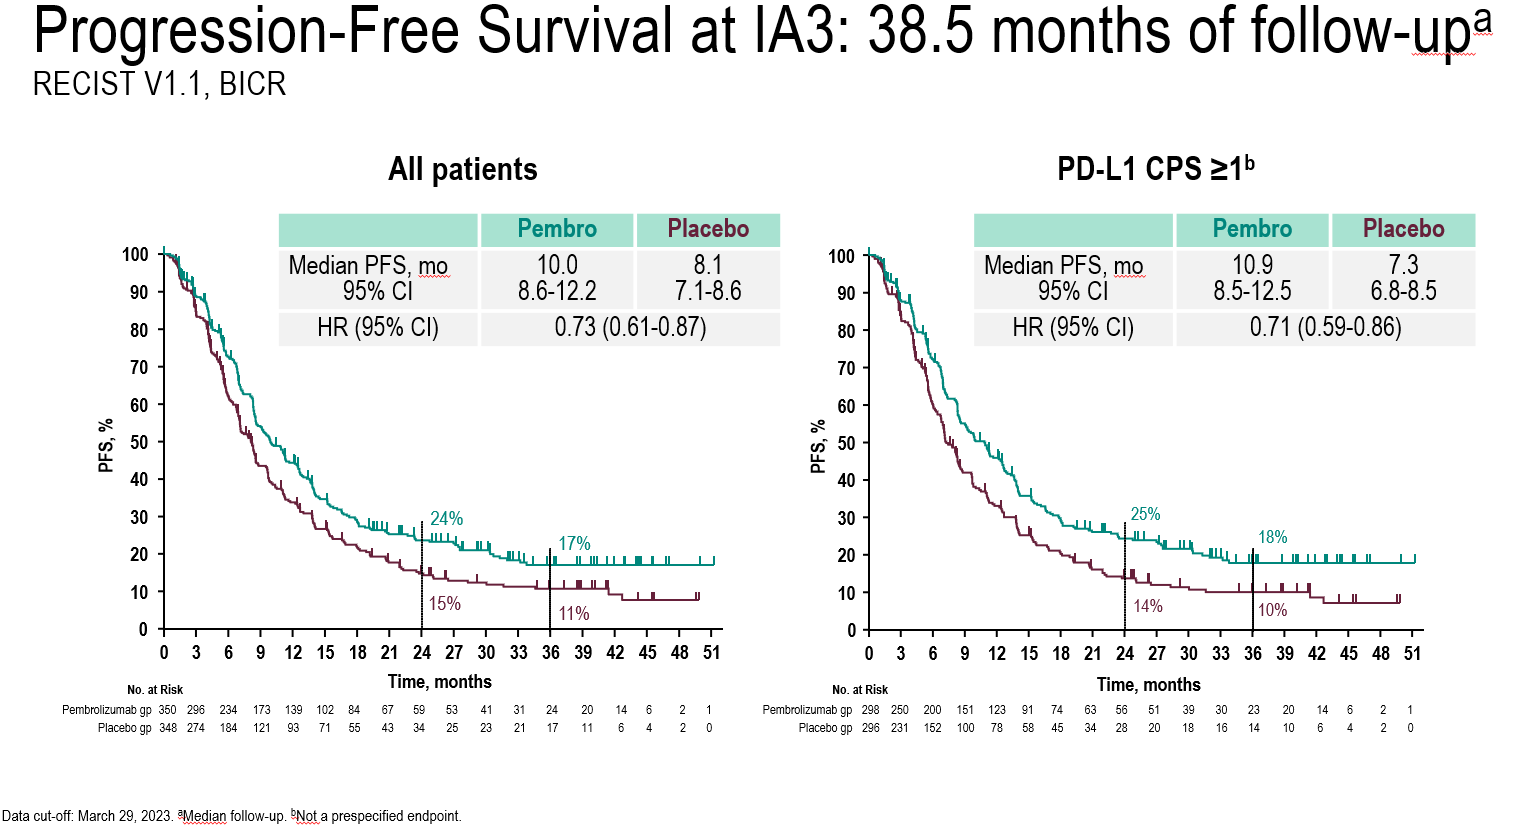 Progression-Free Survival at IA3: 38.5 months of follow-upᵃ
RECIST V1.1, BICR
All patients
Pembro Placebo
Median PFS, mo 10.0 8.1
95% CI 8.6-12.2 7.1-8.6
HR (95% CI) 0.73 (0.61-0.87)
PFS, %
100
90
80
70
60
50
40
30
20
10
0
24%
17%
15%
11%
0 3 6 9 12 15 18 21 24 27 30 33 36 39 42 45 48 51
Time, months
No. at Risk
Pembrolizumab gp 350 296 234 173 139 102 84 67 59 53 41 31 24 20 14 6 2 1
Placebo gp 348 274 184 121 93 71 55 43 34 25 23 21 17 11 6 4 2 0
PD-L1 CPS ≥1ᵇ
Pembro Placebo
Median PFS, mo 10.9 7.3
95% CI 8.5-12.5 6.8-8.5
HR (95% CI) 0.71 (0.59-0.86)
PFS, %
100
90
80
70
60
50
40
30
20
10
0
25%
18%
14%
10%
0 3 6 9 12 15 18 21 24 27 30 33 36 39 42 45 48 51
Time, months
No. at Risk
Pembrolizumab gp 298 250 200 151 123 91 74 63 56 51 39 30 23 20 14 6 2 1
Placebo gp 296 231 152 100 78 58 45 34 28 20 18 16 14 10 6 4 2 0
Data cut-off: March 29, 2023. ᵃMedian follow-up. ᵇNot a prespecified endpoint.